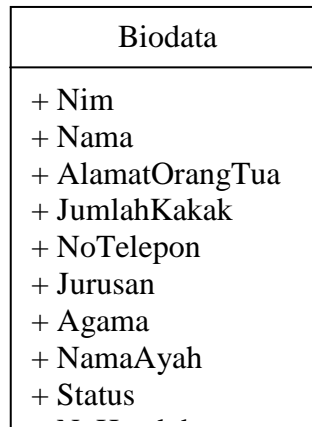 Biodata
+ Nim
+ Nama
+ AlamatOrangTua
+ JumlahKakak
+ NoTelepon
+ Jurusan
+ Agama
+ NamaAyah
+ Status